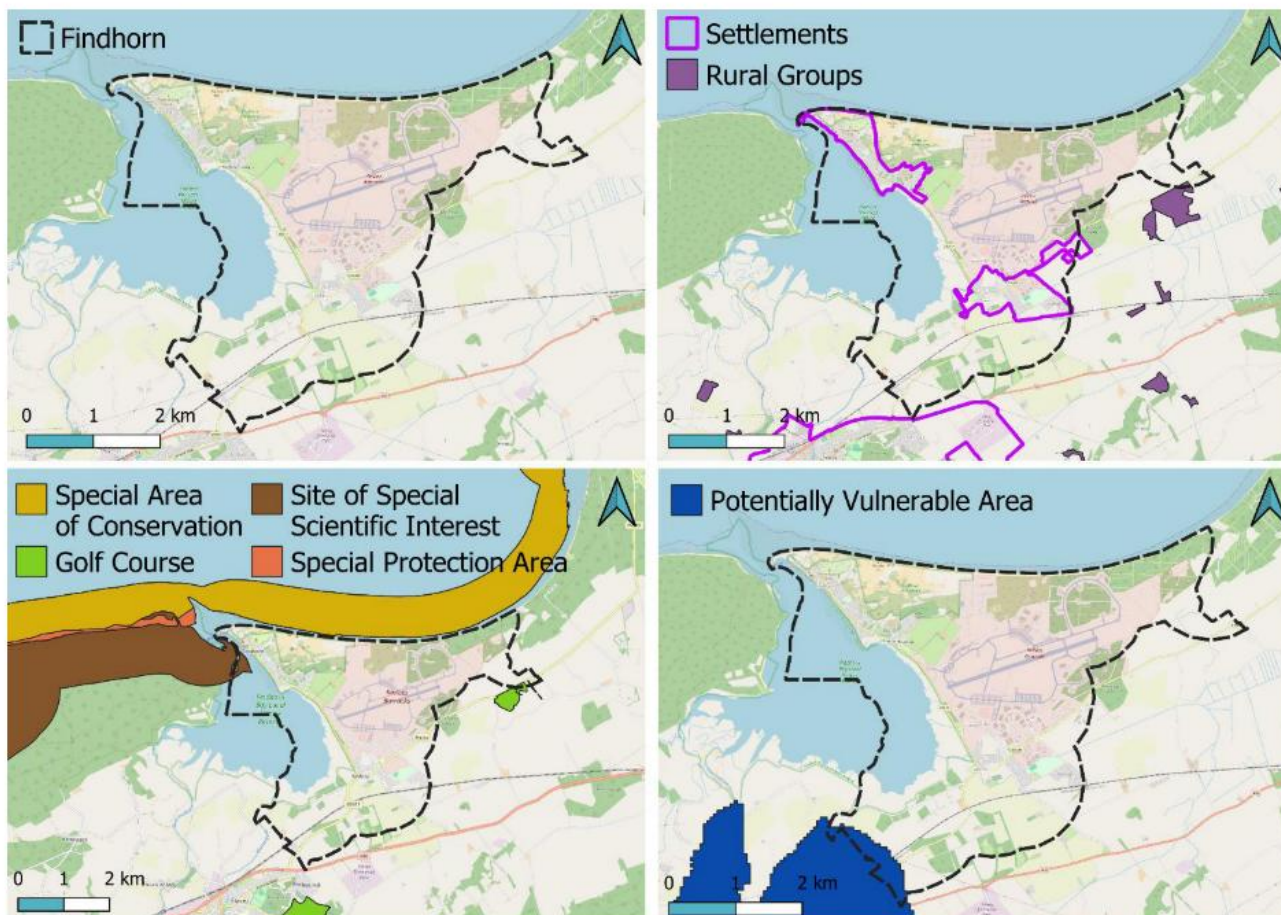 Findhorn
0 1 2 km
Settlements
Rural Groups
0 1 2 km
Special Area
of Conservation
Golf Course
Site of Special
Scientific Interest
Special Protection Area
0 1 2 km
Potentially Vulnerable Area
0 1 2 km